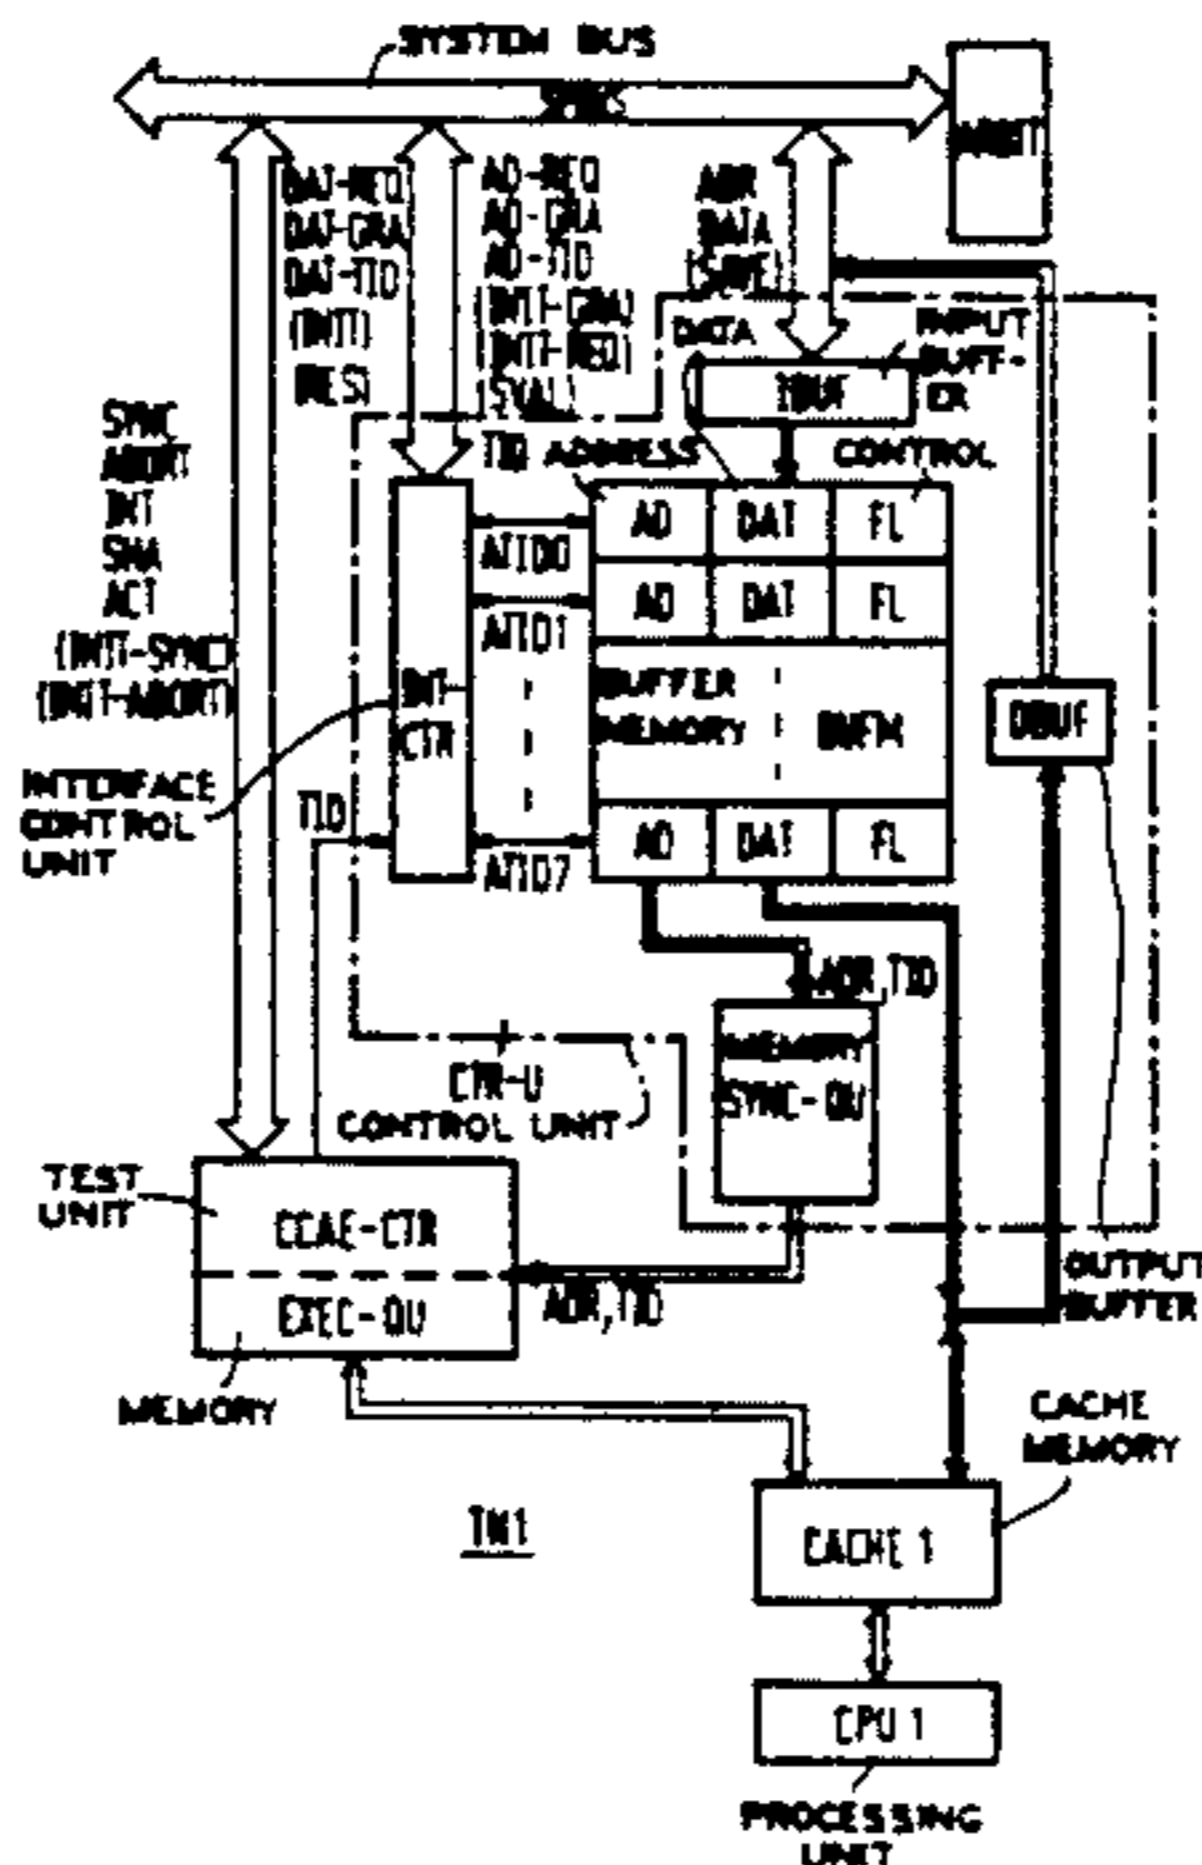 SYSTEM BUS
SYNC
ARBIT
DAT-REQ
DAT-GRA
DAT-TID
(INIT)
(RES)
AD-REQ
AD-GRA
AD-TID
(INIT-GRA)
(INIT-REQ)
ADR
DATA
DATA
INPUT
BUFF-
ER
IBUF
SYNC
ABORT
INT
ACT
(INIT-SYNC)
(INIT-ABORT)
TID
ADDRESS
CONTROL
AD
DAT
FL
ATID0
AD
DAT
FL
ATID1
INT-
CTR
BUFFER
MEMORY
BUFM
OBUF
INTERFACE
CONTROL
UNIT
TID
AD
DAT
FL
ATID7
ADR,TID
MEMORY
SYNC-QU
CTR-U
CONTROL UNIT
TEST
UNIT
CCAE-CTR
EXEC-QU
ADR,TID
OUTPUT
BUFFER
MEMORY
CACHE
MEMORY
TN1
CACHE 1
CPU 1
PROCESSING
UNIT